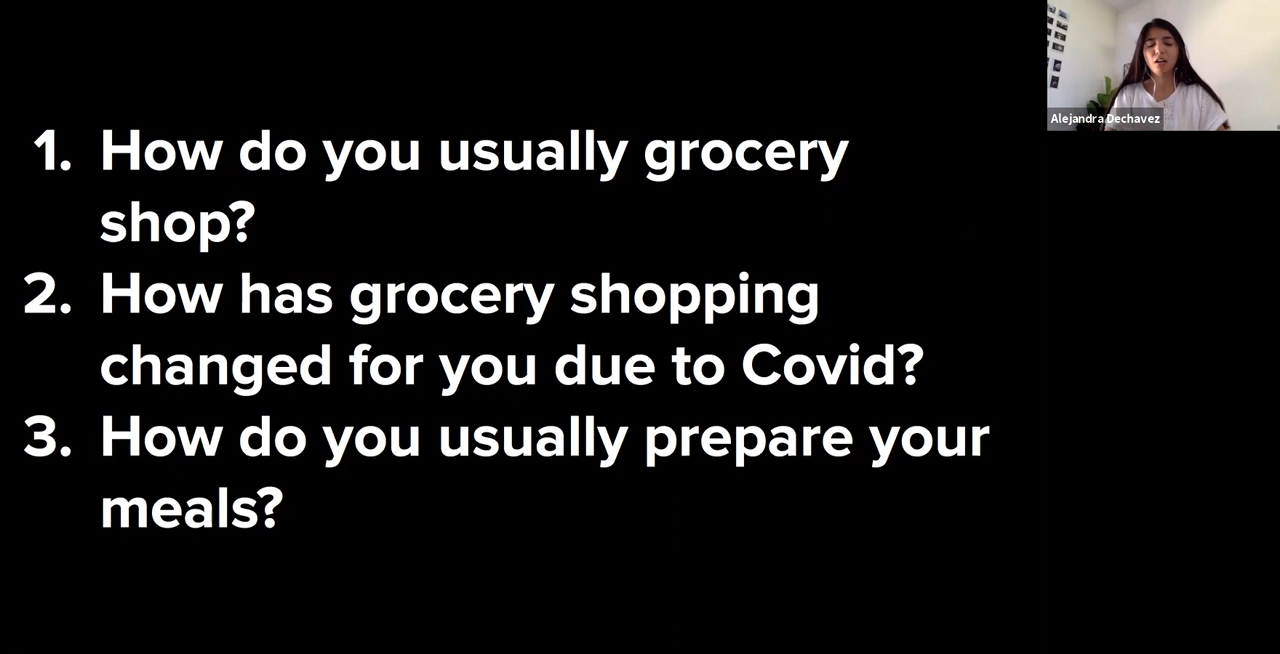 Alejandra Dechavez
1. How do you usually grocery
shop?
2. How has grocery shopping
changed for you due to Covid?
3. How do you usually prepare your
meals?